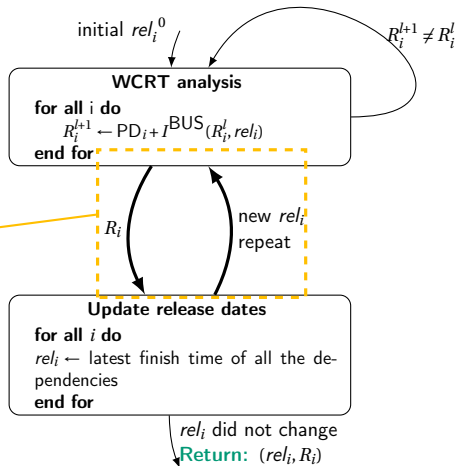 initial rel_i^0
R_i^{l+1} ≠ R_i^l
WCRT analysis
for all i do
R_i^{l+1} ← PD_i + I^{BUS}(R_i^l, rel_i)
end for
R_i
new rel_i
repeat
Update release dates
for all i do
rel_i ← latest finish time of all the de-
pendencies
end for
rel_i did not change
Return: (rel_i, R_i)